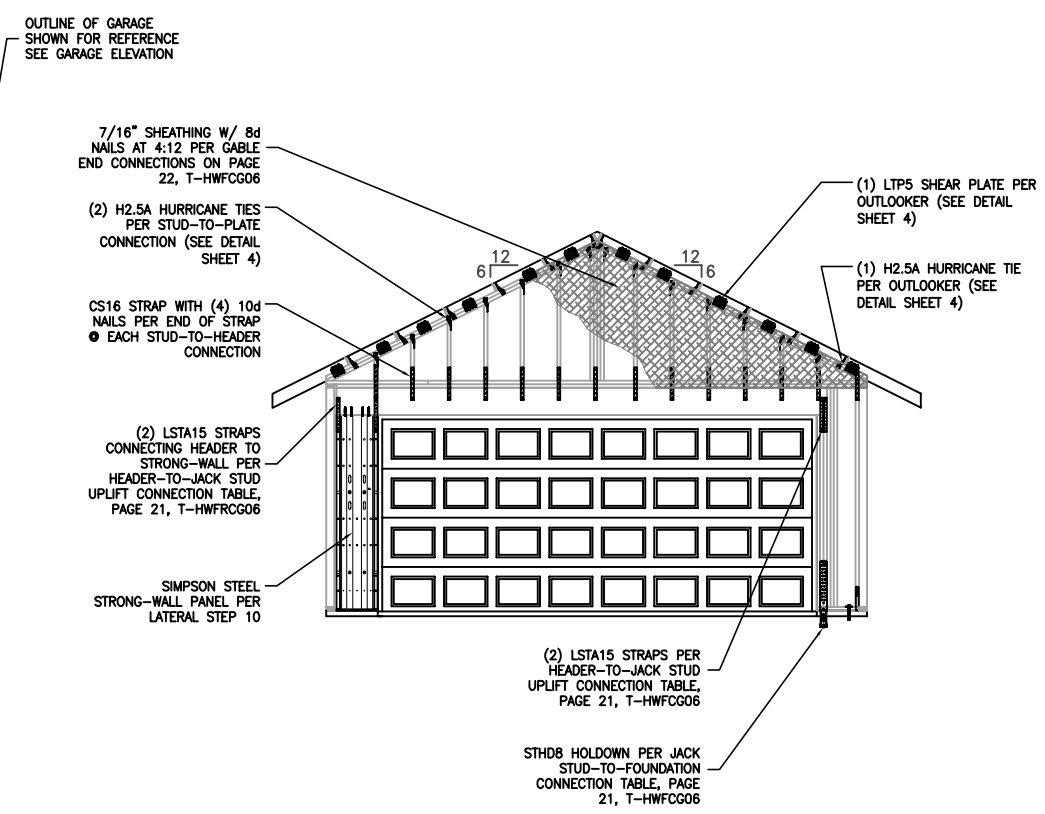 OUTLINE OF GARAGE
SHOWN FOR REFERENCE
SEE GARAGE ELEVATION
7/16" SHEATHING W/ 8d
NAILS AT 4:12 PER GABLE
END CONNECTIONS ON PAGE
22, T-HWFCG06
(2) H2.5A HURRICANE TIES
PER STUD-TO-PLATE
CONNECTION (SEE DETAIL
SHEET 4)
CS16 STRAP WITH (4) 10d
NAILS PER END OF STRAP
@ EACH STUD-TO-HEADER
CONNECTION
(2) LSTA15 STRAPS
CONNECTING HEADER TO
STRONG-WALL PER
HEADER-TO-JACK STUD
UPLIFT CONNECTION TABLE,
PAGE 21, T-HWFRCG06
SIMPSON STEEL
STRONG-WALL PANEL PER
LATERAL STEP 10
12
6
12
6
(1) LTP5 SHEAR PLATE PER
OUTLOOKER (SEE DETAIL
SHEET 4)
(1) H2.5A HURRICANE TIE
PER OUTLOOKER (SEE
DETAIL SHEET 4)
(2) LSTA15 STRAPS PER
HEADER-TO-JACK STUD
UPLIFT CONNECTION TABLE,
PAGE 21, T-HWFCG06
STHD8 HOLDOWN PER JACK
STUD-TO-FOUNDATION
CONNECTION TABLE, PAGE
21, T-HWFCG06